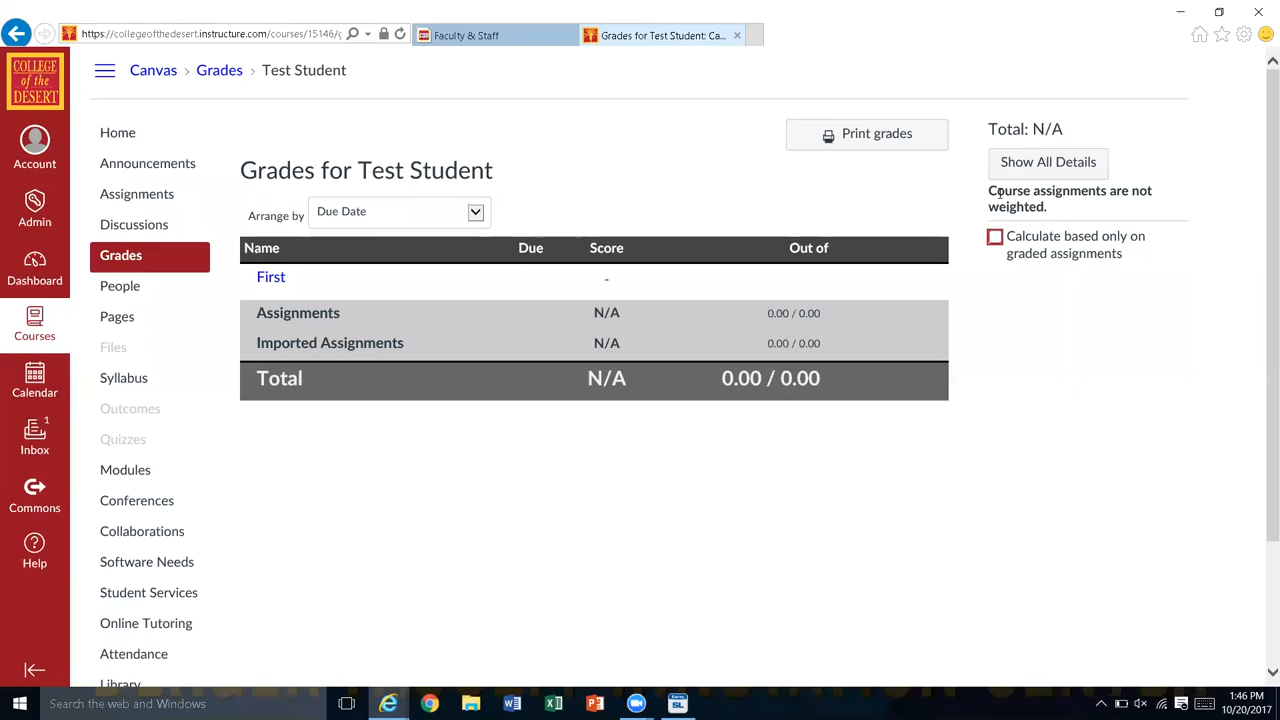 https://collegeofthedesert.instructure.com/courses/15146/g
Faculty & Staff
Grades for Test Student: Ca...
COLLEGE
of the
DESERT
Canvas > Grades > Test Student
Account
Admin
Dashboard
Courses
Calendar
1
Inbox
Commons
Help
Home
Announcements
Assignments
Discussions
Grades
People
Pages
Files
Syllabus
Outcomes
Quizzes
Modules
Conferences
Collaborations
Software Needs
Student Services
Online Tutoring
Attendance
Library
Print grades
Grades for Test Student
Arrange by Due Date
Name Due Score Out of
First -
Assignments N/A 0.00 / 0.00
Imported Assignments N/A 0.00 / 0.00
Total N/A 0.00 / 0.00
Total: N/A
Show All Details
Course assignments are not
weighted.
Calculate based only on
graded assignments
Search the web and Windows
1:46 PM
10/20/2017